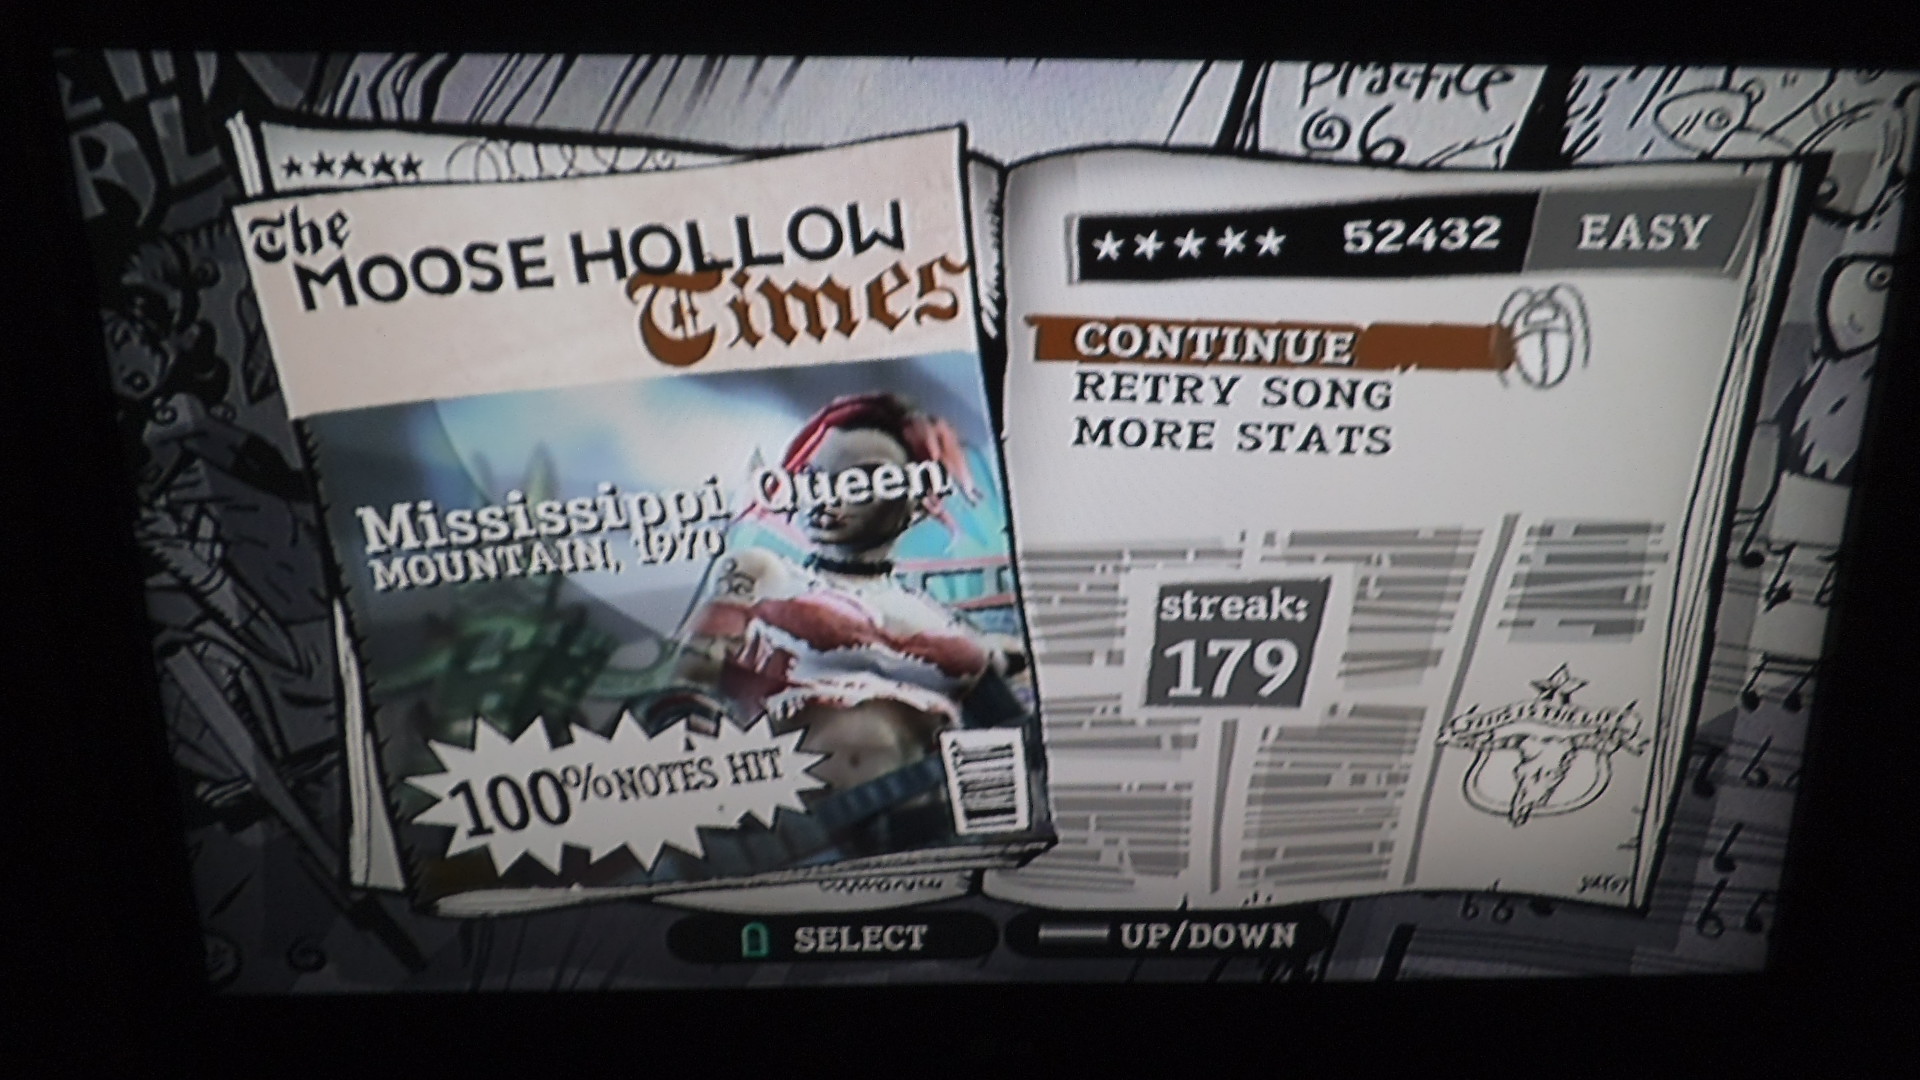 Practice
@6
★★★★★
The
MOOSE HOLLOW
Times
Mississippi Queen
MOUNTAIN, 1970
100% NOTES HIT
★★★★★ 52432 EASY
CONTINUE
RETRY SONG
MORE STATS
streak:
179
SELECT
UP/DOWN